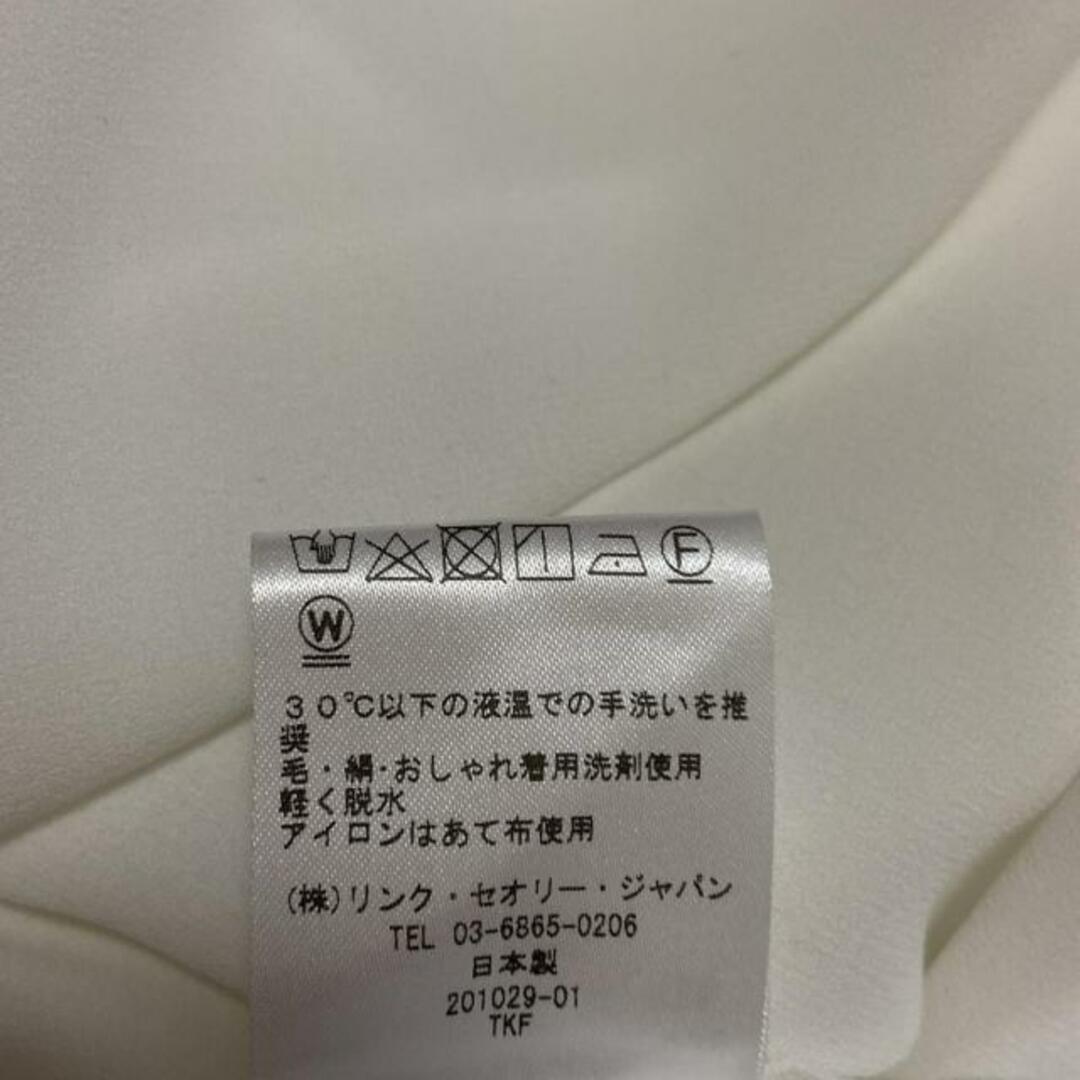 F
W
３０℃以下の液温での手洗いを推
奨
毛・絹・おしゃれ着用洗剤使用
軽く脱水
アイロンはあて布使用
(株)リンク・セオリー・ジャパン
TEL 03-6865-0206
日本製
201029-01
TKF